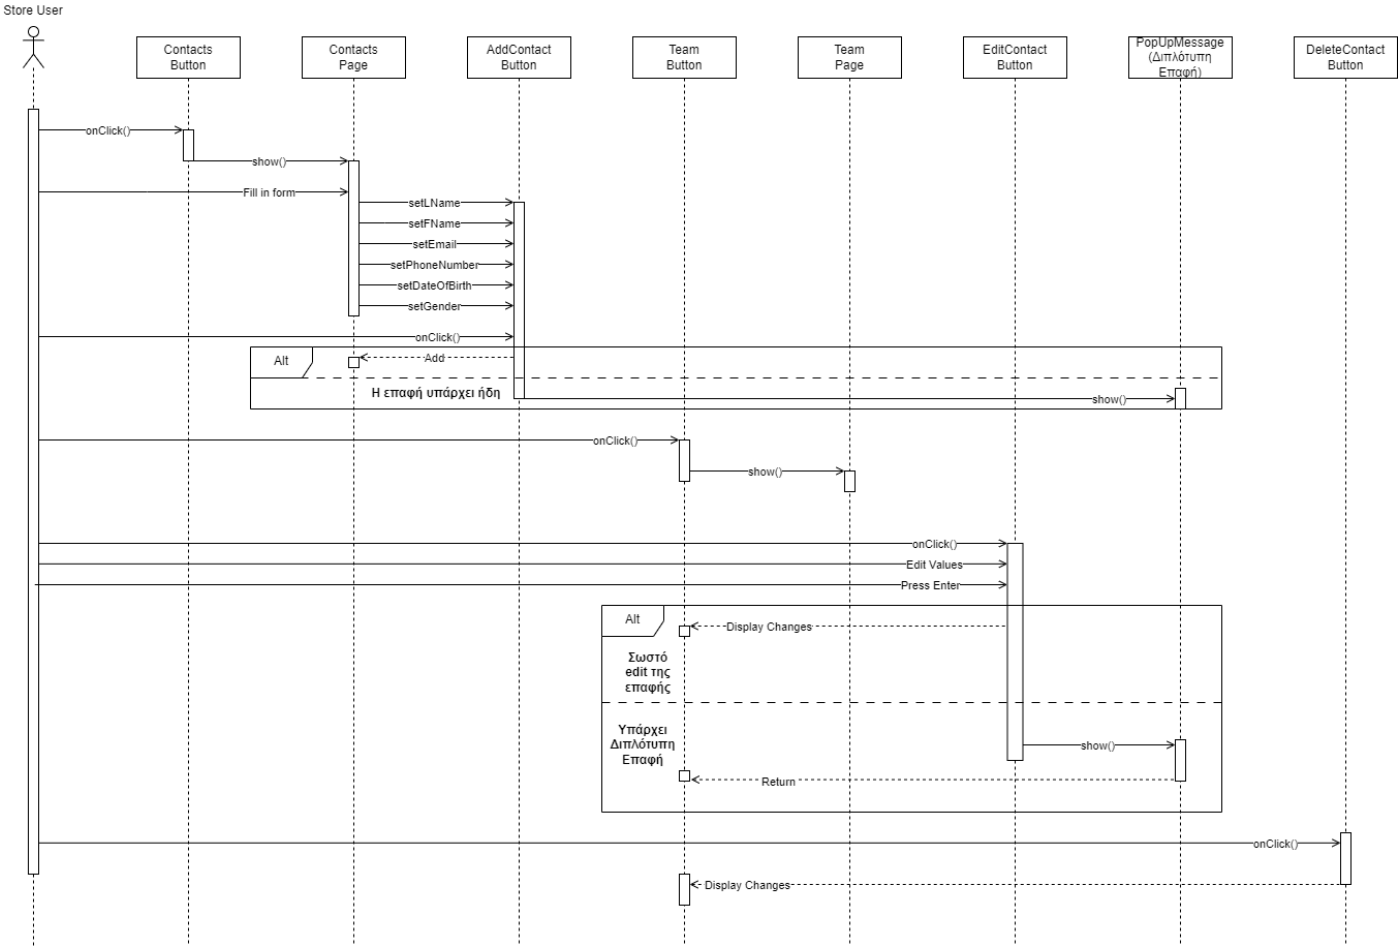 Store User
Contacts
Button
Contacts
Page
AddContact
Button
Team
Button
Team
Page
EditContact
Button
PopUpMessage
(Διπλότυπη
Επαφή)
DeleteContact
Button
onClick()
show()
Fill in form
setLName
setFName
setEmail
setPhoneNumber
setDateOfBirth
setGender
onClick()
Alt
Add
Η επαφή υπάρχει ήδη
show()
onClick()
show()
onClick()
Edit Values
Press Enter
Alt
Display Changes
Σωστό
edit της
επαφής
Υπάρχει
Διπλότυπη
Επαφή
show()
Return
onClick()
Display Changes